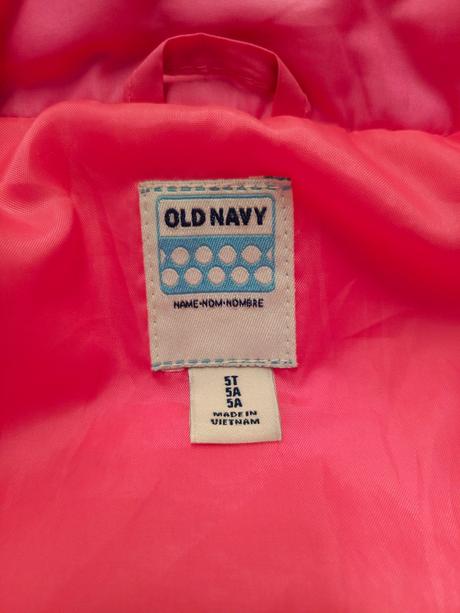 OLD NAVY
NAME•NOM•NOMBRE
5T
5A
5A
MADE IN
VIETNAM